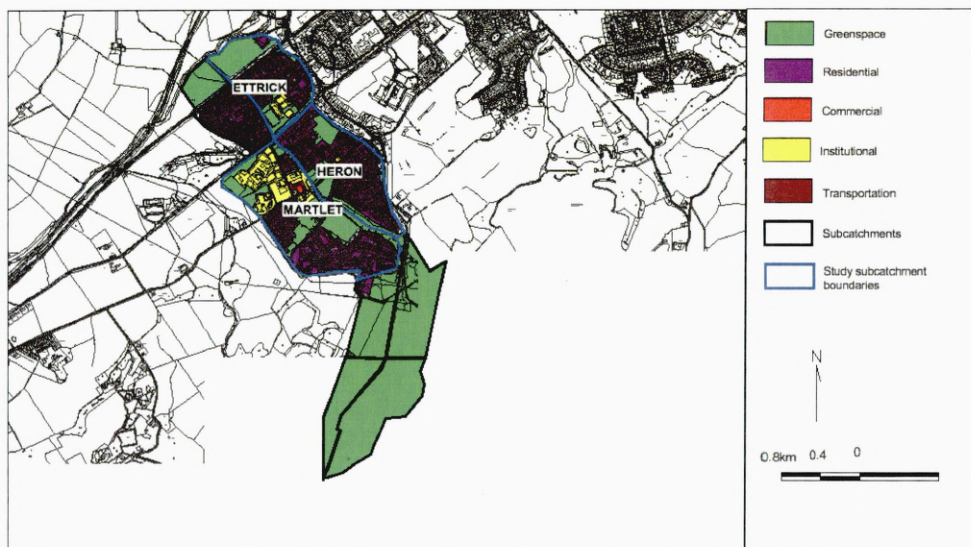 ETTRICK
HERON
MARTLET
Greenspace
Residential
Commercial
Institutional
Transportation
Subcatchments
Study subcatchment
boundaries
N
0.8km 0.4 0